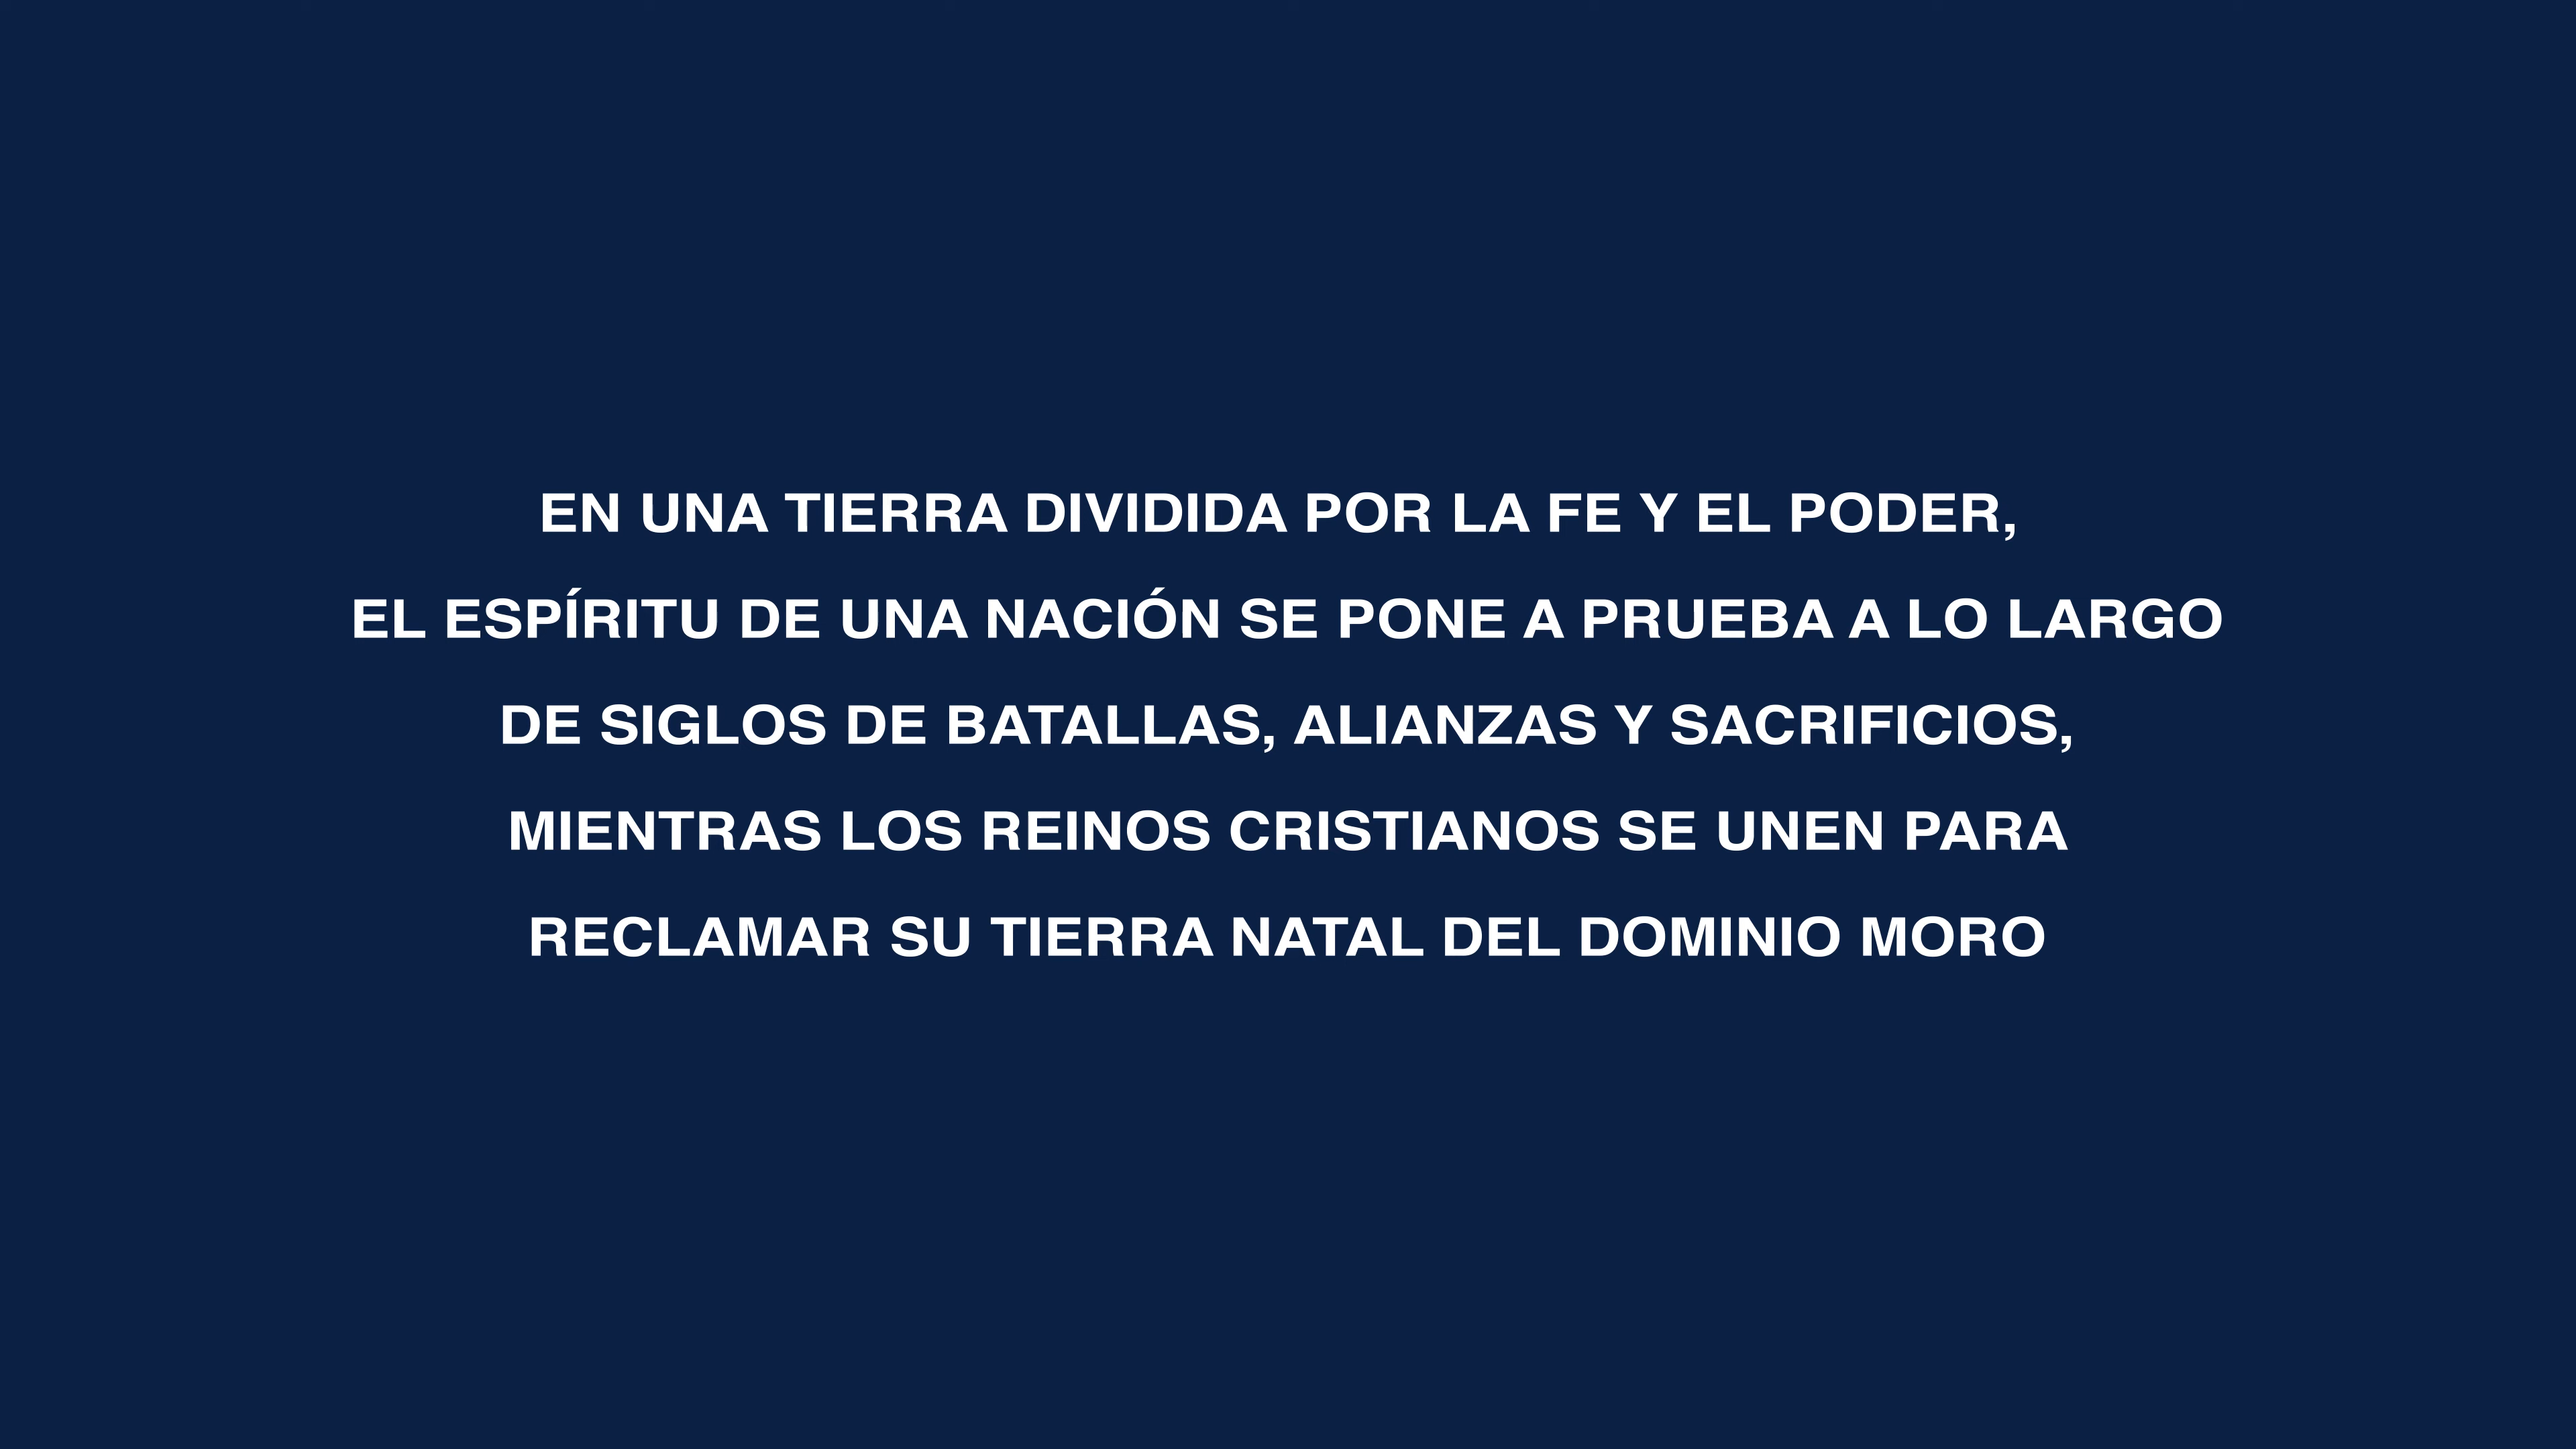 EN UNA TIERRA DIVIDIDA POR LA FE Y EL PODER,
EL ESPÍRITU DE UNA NACIÓN SE PONE A PRUEBA A LO LARGO
DE SIGLOS DE BATALLAS, ALIANZAS Y SACRIFICIOS,
MIENTRAS LOS REINOS CRISTIANOS SE UNEN PARA
RECLAMAR SU TIERRA NATAL DEL DOMINIO MORO